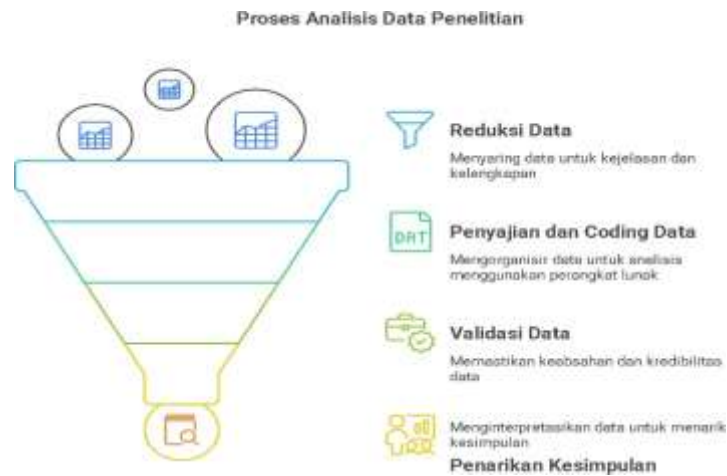 Proses Analisis Data Penelitian
Reduksi Data
Menyaring data untuk kejelasan dan
kelengkapan
DAT
Penyajian dan Coding Data
Mengorganisir data untuk analisis
menggunakan perangkat lunak
Validasi Data
Memastikan keabsahan dan kredibilitas
data
Menginterpretasikan data untuk menarik
kesimpulan
Penarikan Kesimpulan